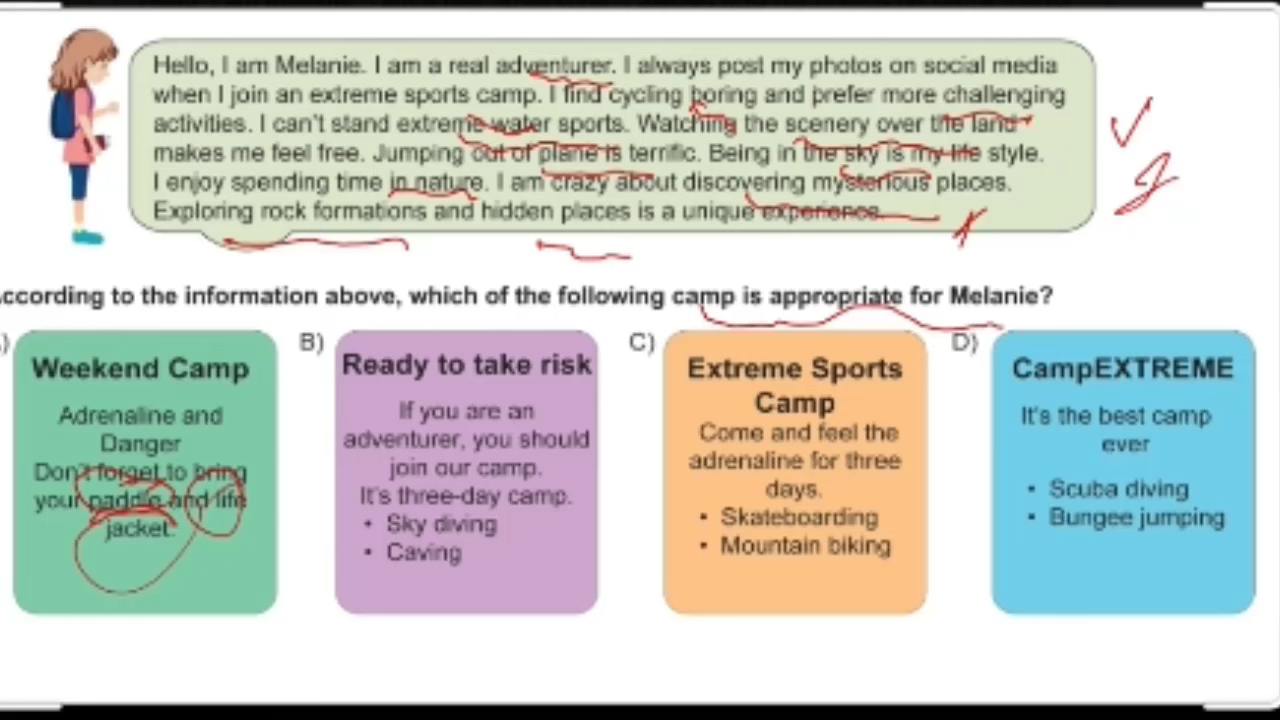 Hello, I am Melanie. I am a real adventurer. I always post my photos on social media
when I join an extreme sports camp. I find cycling boring and prefer more challenging
activities. I can't stand extreme water sports. Watching the scenery over the land
makes me feel free. Jumping out of plane is terrific. Being in the sky is my life style.
I enjoy spending time in nature. I am crazy about discovering mysterious places.
Exploring rock formations and hidden places is a unique experience.
ccording to the information above, which of the following camp is appropriate for Melanie?
)
Weekend Camp
Adrenaline and
Danger
Don't forget to bring
your paddle and life
jacket.
B)
Ready to take risk
If you are an
adventurer, you should
join our camp.
It's three-day camp.
• Sky diving
• Caving
C)
Extreme Sports
Camp
Come and feel the
adrenaline for three
days.
• Skateboarding
• Mountain biking
D)
CampEXTREME
It's the best camp
ever
• Scuba diving
• Bungee jumping